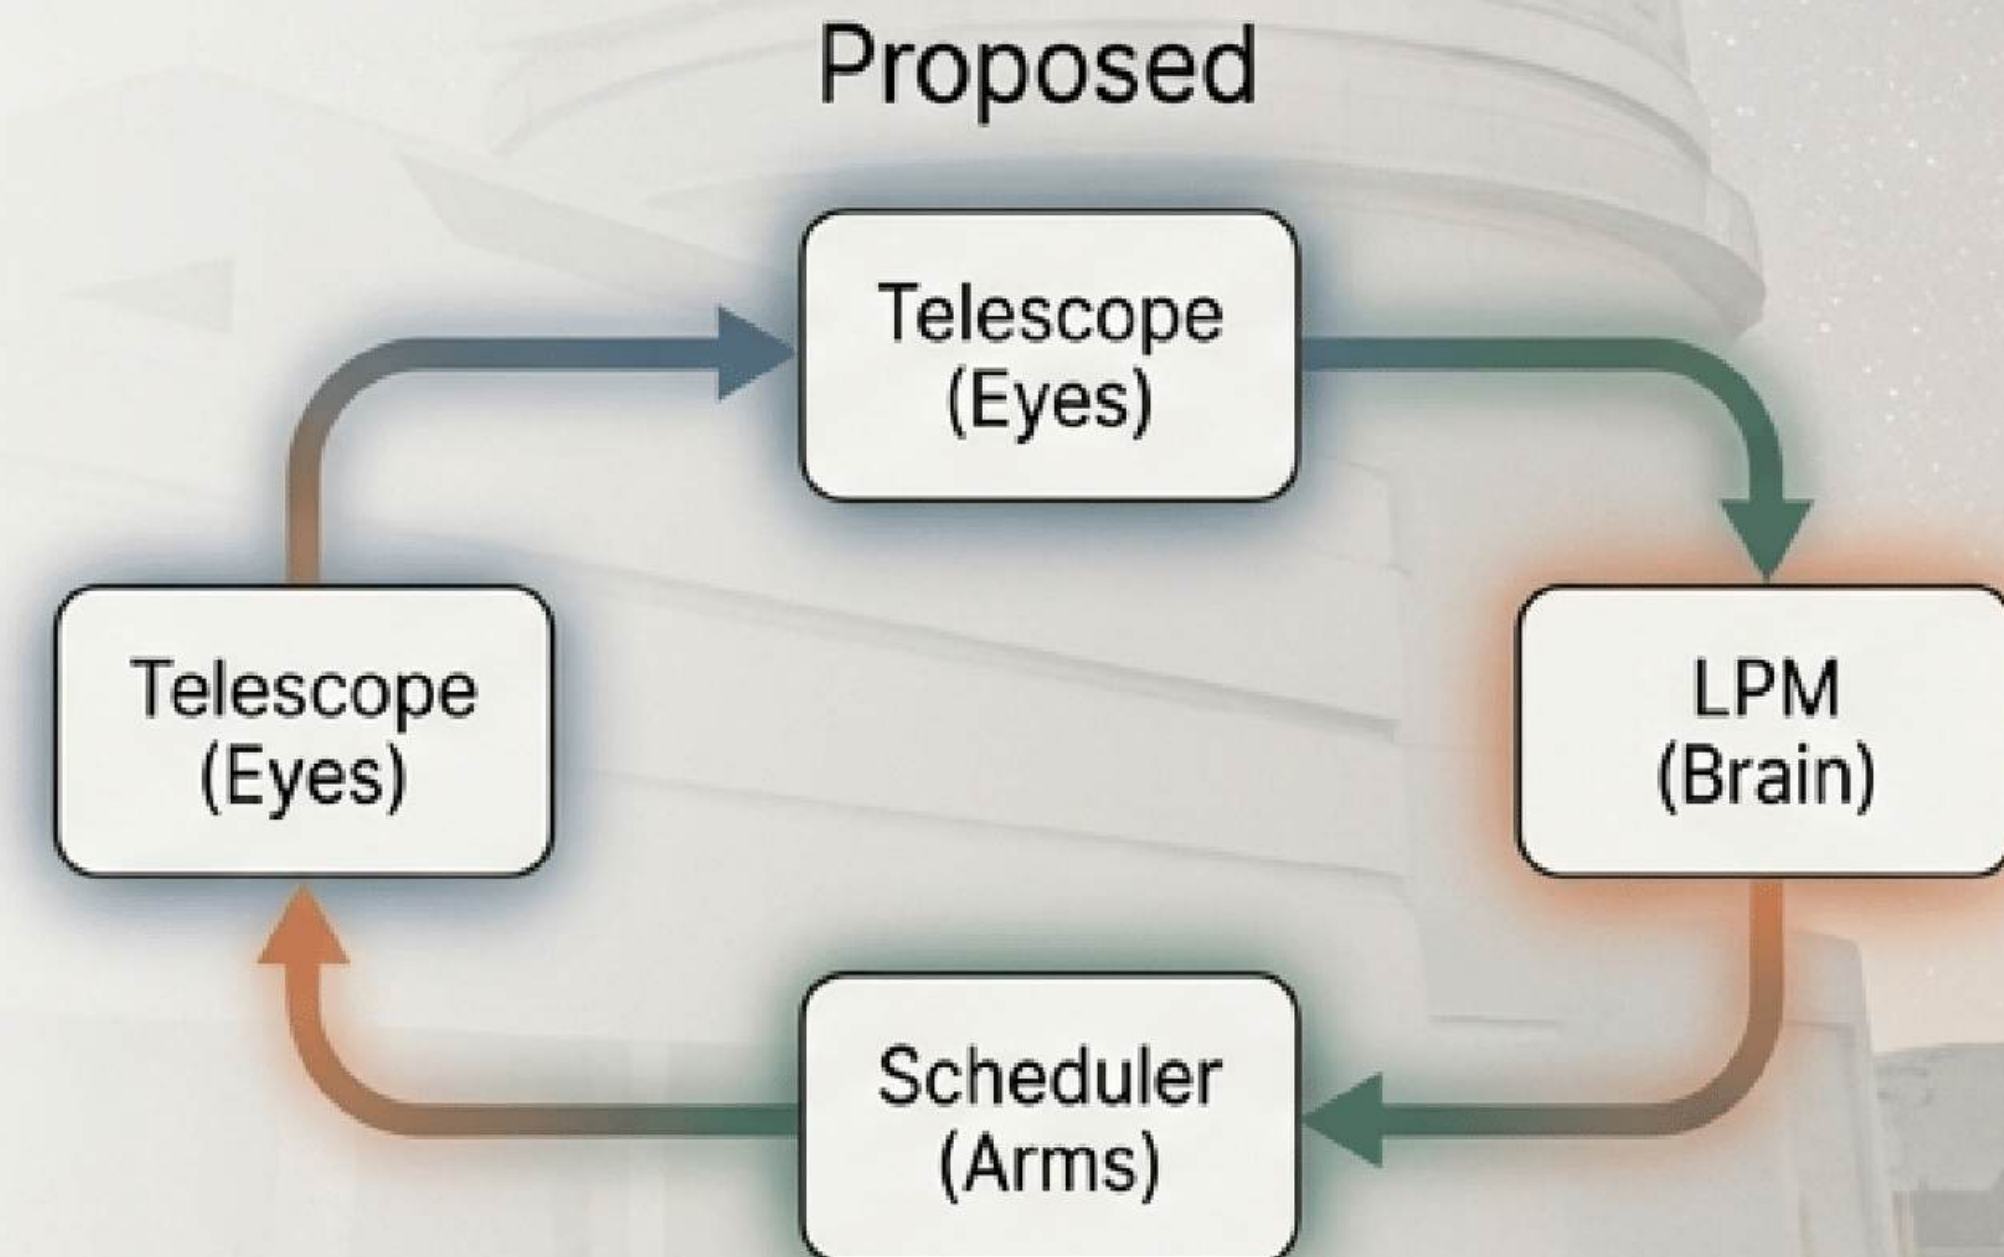 Proposed
Telescope
(Eyes)
Telescope
(Eyes)
LPM
(Brain)
Scheduler
(Arms)